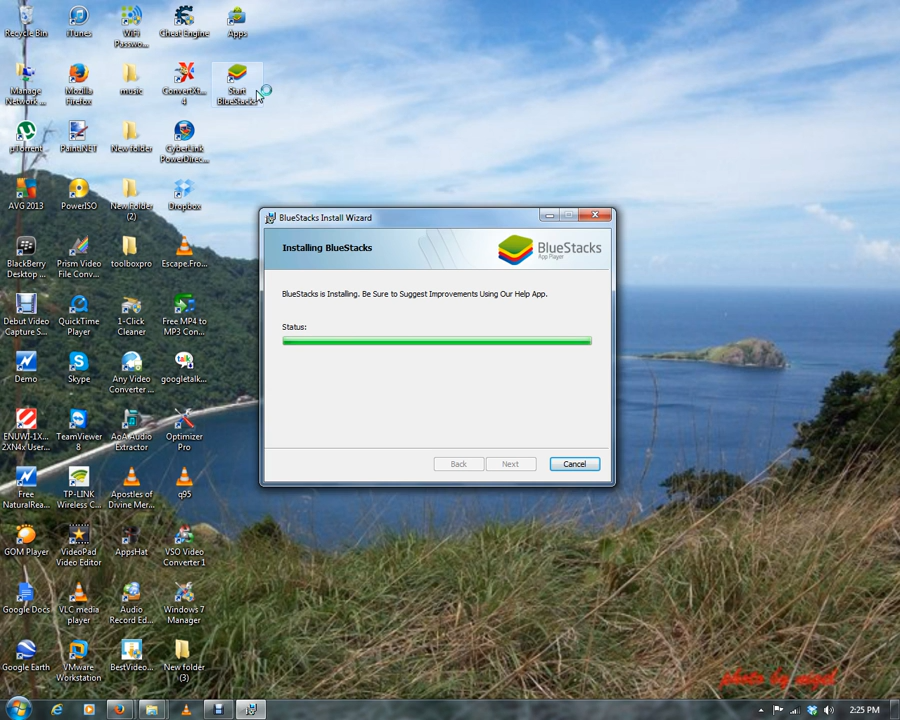 Recycle Bin
iTunes
WiFi
Passwo...
Cheat Engine
Apps
Manage
Network ...
Mozilla
Firefox
music
ConvertXt...
4
Start
BlueStacks
µTorrent
Paint.NET
New folder
CyberLink
PowerDirec...
AVG 2013
PowerISO
New Folder
(2)
Dropbox
BlackBerry
Desktop ...
Prism Video
File Conv...
toolboxpro
Escape.Fro...
Debut Video
Capture S...
QuickTime
Player
1-Click
Cleaner
Free MP4 to
MP3 Con...
Demo
Skype
Any Video
Converter ...
talk
googletalk...
ENUWI-1X...
2XN4x User...
TeamViewer
8
AoA Audio
Extractor
Optimizer
Pro
Free
NaturalRea...
TP-LINK
Wireless C...
Apostles of
Divine Mer...
q95
GOM Player
VideoPad
Video Editor
AppsHat
VSO Video
Converter 1
Google Docs
VLC media
player
Audio
Record Ed...
Windows 7
Manager
Google Earth
VMware
Workstation
BestVideo...
New folder
(3)
BlueStacks Install Wizard
Installing BlueStacks
BlueStacks
App Player
BlueStacks is Installing. Be Sure to Suggest Improvements Using Our Help App.
Status:
Back
Next
Cancel
photo by
2:25 PM